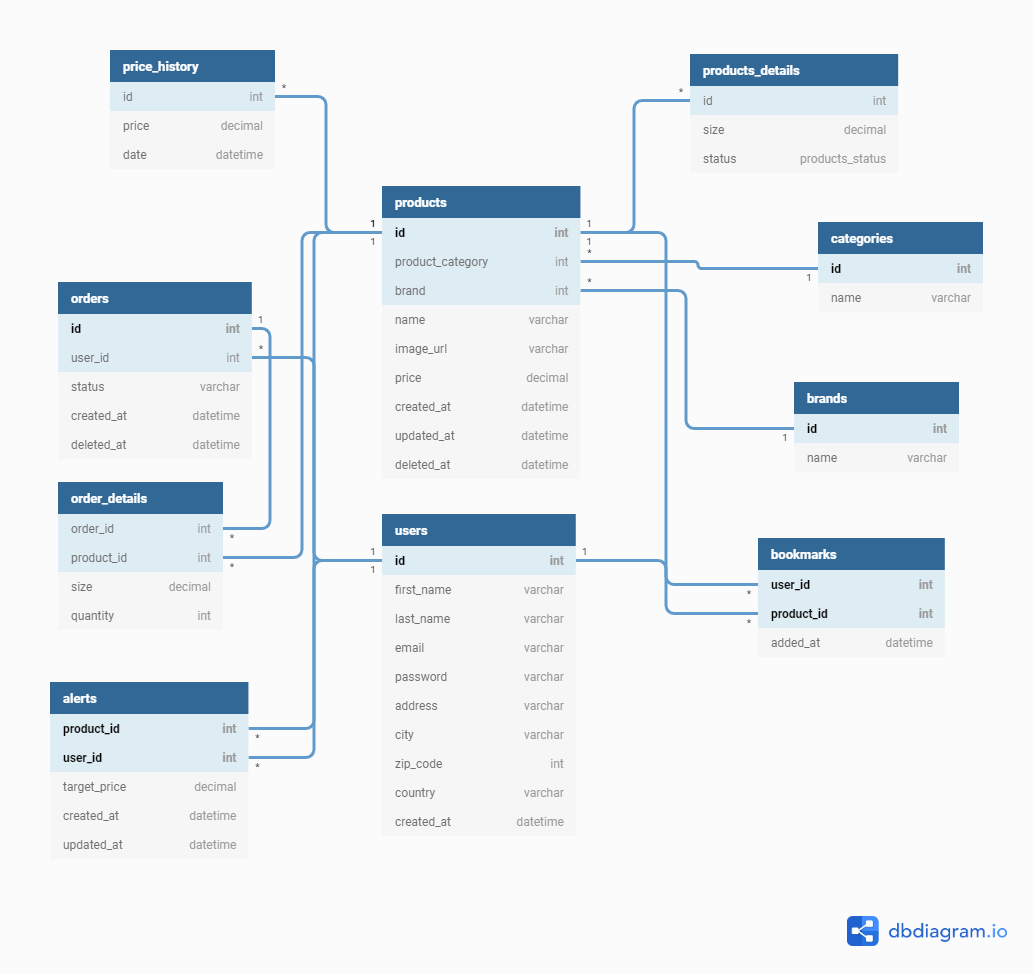 price_history
*
id int
price decimal
date datetime
products_details
*
id int
size decimal
status products_status
products
1 1
id int
1 1
product_category int
*
brand int
*
name varchar
image_url varchar
price decimal
created_at datetime
updated_at datetime
deleted_at datetime
categories
id int
1
name varchar
orders
id int
1
user_id int
*
status varchar
created_at datetime
deleted_at datetime
brands
id int
1
name varchar
order_details
order_id int
*
product_id int
*
size decimal
quantity int
users
1 1
id int
1
first_name varchar
last_name varchar
email varchar
password varchar
address varchar
city varchar
zip_code int
country varchar
created_at datetime
bookmarks
user_id int
*
product_id int
*
added_at datetime
alerts
product_id int
*
user_id int
*
target_price decimal
created_at datetime
updated_at datetime
dbdiagram.io